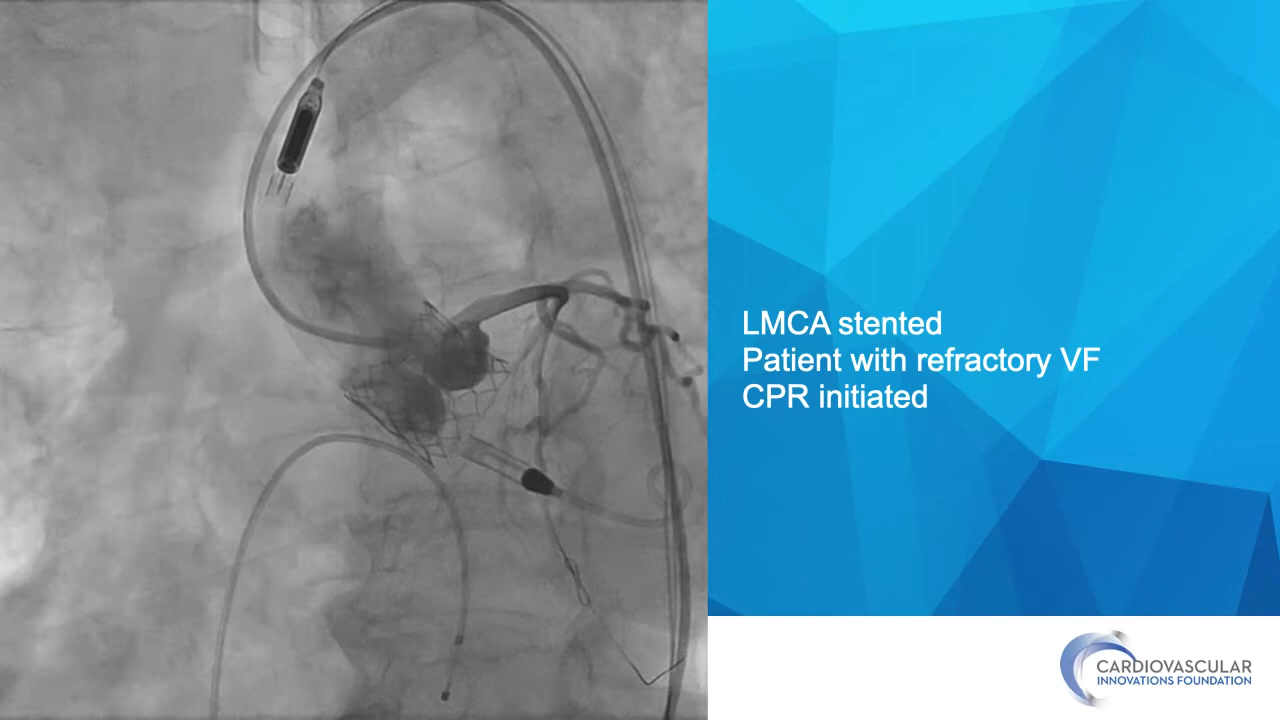 LMCA stented
Patient with refractory VF
CPR initiated
CARDIOVASCULAR
INNOVATIONS FOUNDATION